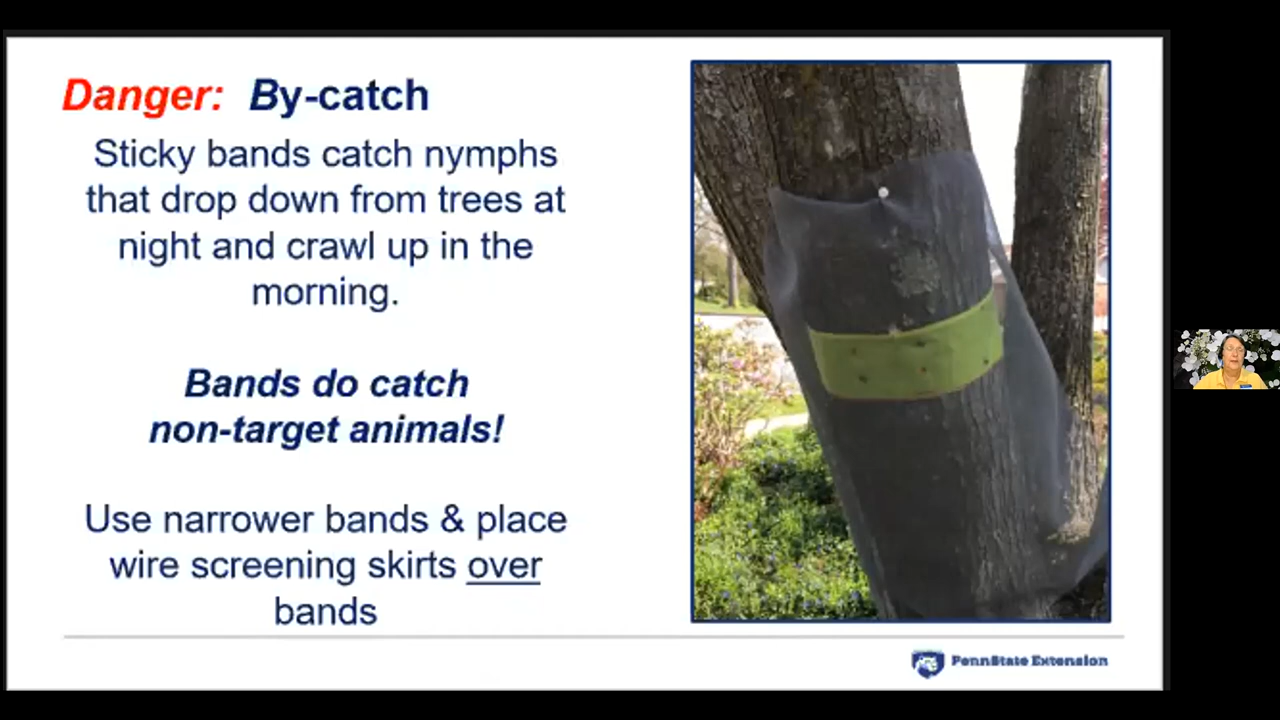 Danger: By-catch
Sticky bands catch nymphs
that drop down from trees at
night and crawl up in the
morning.
Bands do catch
non-target animals!
Use narrower bands & place
wire screening skirts over
bands
PennState Extension